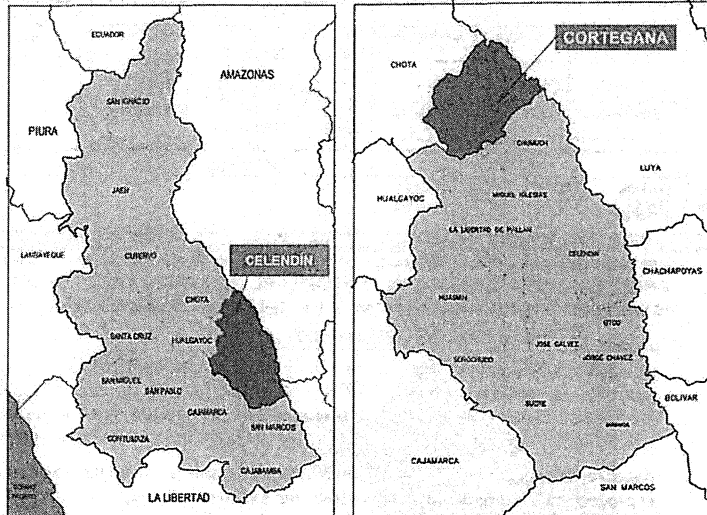 ECUADOR
AMAZONAS
SAN IGNACIO
PIURA
JAEN
LAMBAYEQUE
CUTERVO
CELENDÍN
CHOTA
SANTA CRUZ
HUALGAYOC
SAN MIGUEL
SAN PABLO
CAJAMARCA
SAN MARCOS
CONTUMAZA
CAJABAMBA
LA LIBERTAD
CORTEGANA
CHOTA
CHUMUCH
LUYA
MIGUEL IGLESIAS
HUALGAYOC
LA LIBERTAD DE PALLAN
CELENDIN
CHACHAPOYAS
HUASMIN
UTCO
JOSE GALVEZ
JORGE CHAVEZ
SOROCHUCO
BOLIVAR
SUCRE
CAJAMARCA
SAN MARCOS